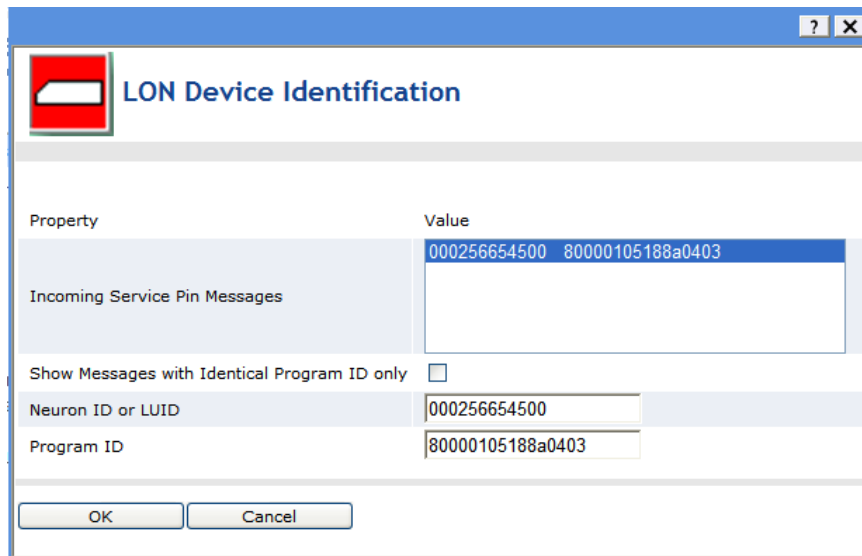 ? X
LON Device Identification
Property Value
000256654500 80000105188a0403
Incoming Service Pin Messages
Show Messages with Identical Program ID only
Neuron ID or LUID 000256654500
Program ID 80000105188a0403
OK Cancel